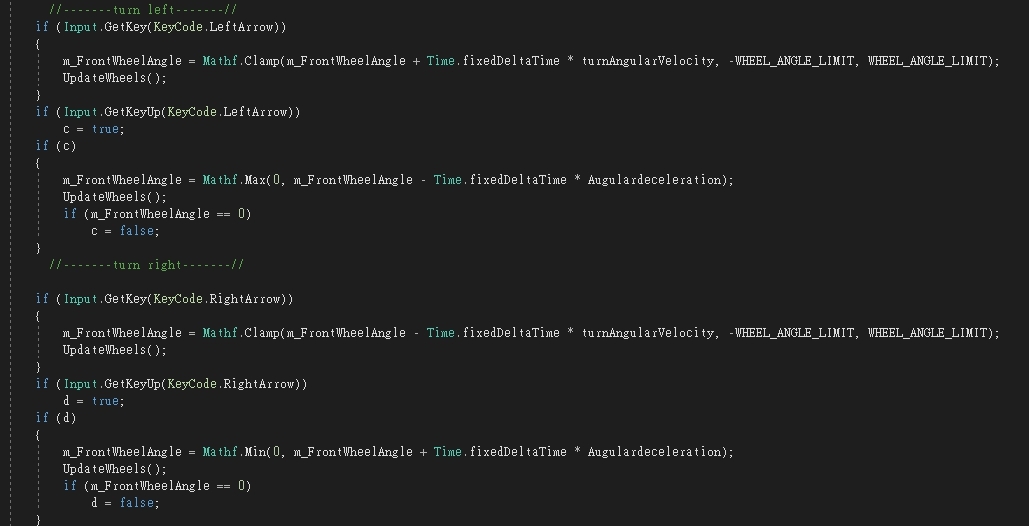 //-------turn left-------//
if (Input.GetKey(KeyCode.LeftArrow))
{
m_FrontWheelAngle = Mathf.Clamp(m_FrontWheelAngle + Time.fixedDeltaTime * turnAngularVelocity, -WHEEL_ANGLE_LIMIT, WHEEL_ANGLE_LIMIT);
UpdateWheels();
}
if (Input.GetKeyUp(KeyCode.LeftArrow))
c = true;
if (c)
{
m_FrontWheelAngle = Mathf.Max(0, m_FrontWheelAngle - Time.fixedDeltaTime * Augulardeceleration);
UpdateWheels();
if (m_FrontWheelAngle == 0)
c = false;
}
//-------turn right-------//
if (Input.GetKey(KeyCode.RightArrow))
{
m_FrontWheelAngle = Mathf.Clamp(m_FrontWheelAngle - Time.fixedDeltaTime * turnAngularVelocity, -WHEEL_ANGLE_LIMIT, WHEEL_ANGLE_LIMIT);
UpdateWheels();
}
if (Input.GetKeyUp(KeyCode.RightArrow))
d = true;
if (d)
{
m_FrontWheelAngle = Mathf.Min(0, m_FrontWheelAngle + Time.fixedDeltaTime * Augulardeceleration);
UpdateWheels();
if (m_FrontWheelAngle == 0)
d = false;
}